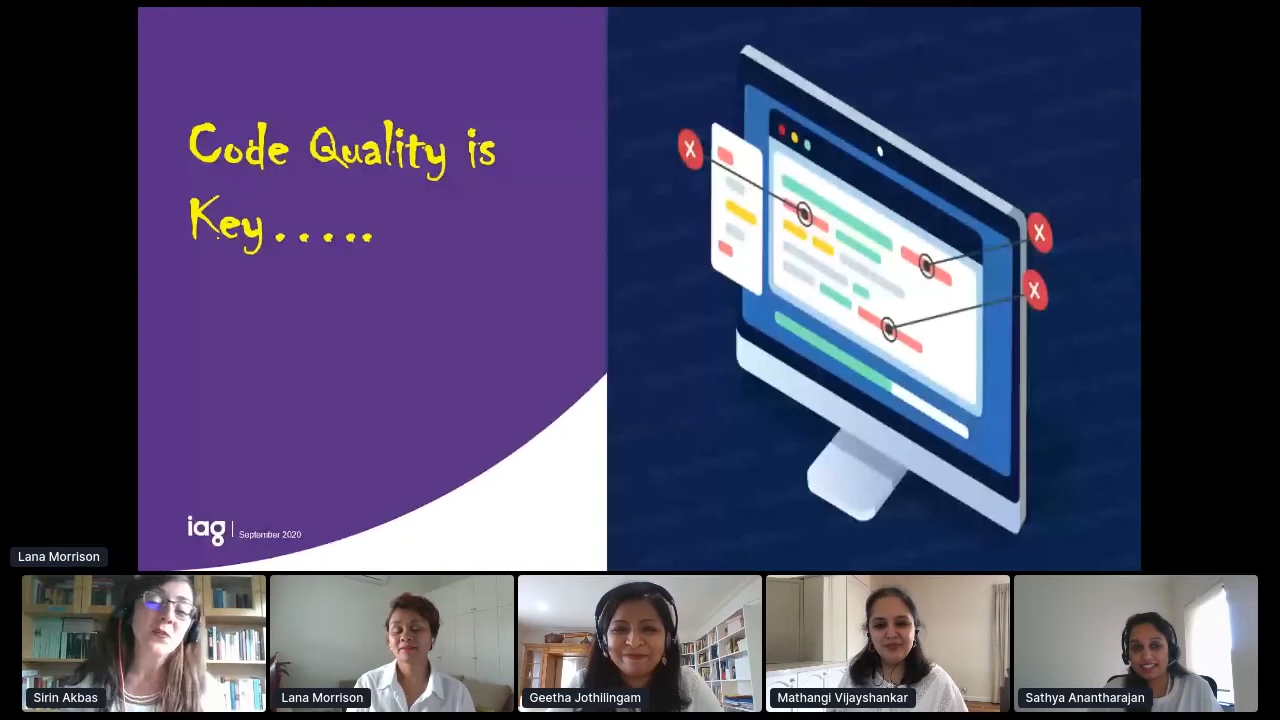 Code Quality is
Key.....
iag
September 2020
X
X
X
Lana Morrison
Sirin Akbas
Lana Morrison
Geetha Jothilingam
Mathangi Vijayshankar
Sathya Anantharajan